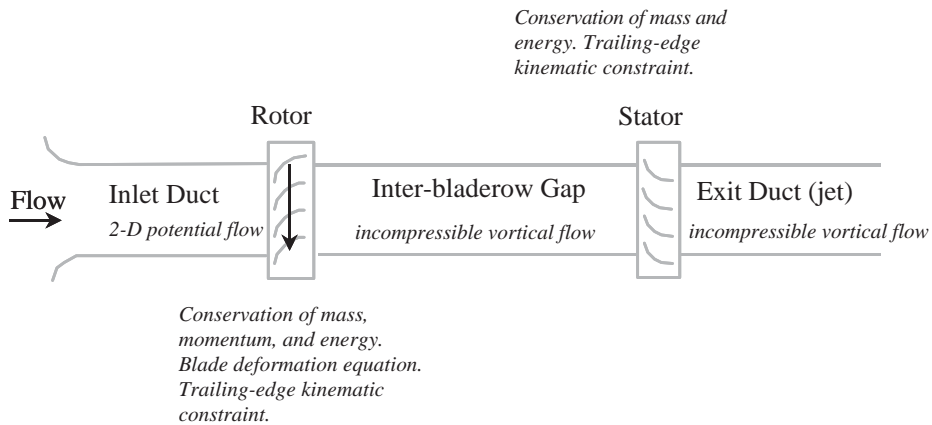 Conservation of mass and
energy. Trailing-edge
kinematic constraint.
Rotor
Stator
Flow
Inlet Duct
2-D potential flow
Inter-bladerow Gap
incompressible vortical flow
Exit Duct (jet)
incompressible vortical flow
Conservation of mass,
momentum, and energy.
Blade deformation equation.
Trailing-edge kinematic
constraint.